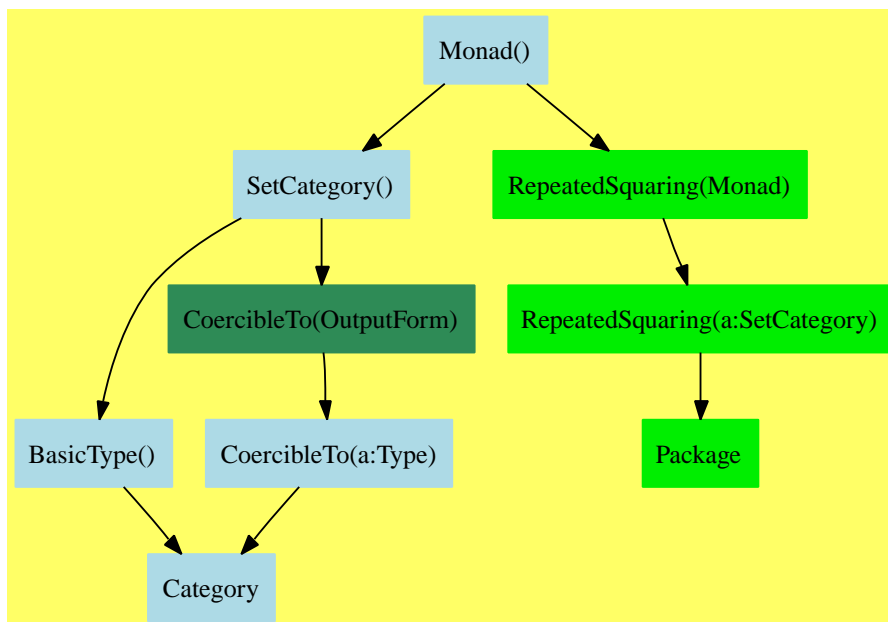 Monad()
SetCategory()
RepeatedSquaring(Monad)
CoercibleTo(OutputForm)
RepeatedSquaring(a:SetCategory)
BasicType()
CoercibleTo(a:Type)
Package
Category